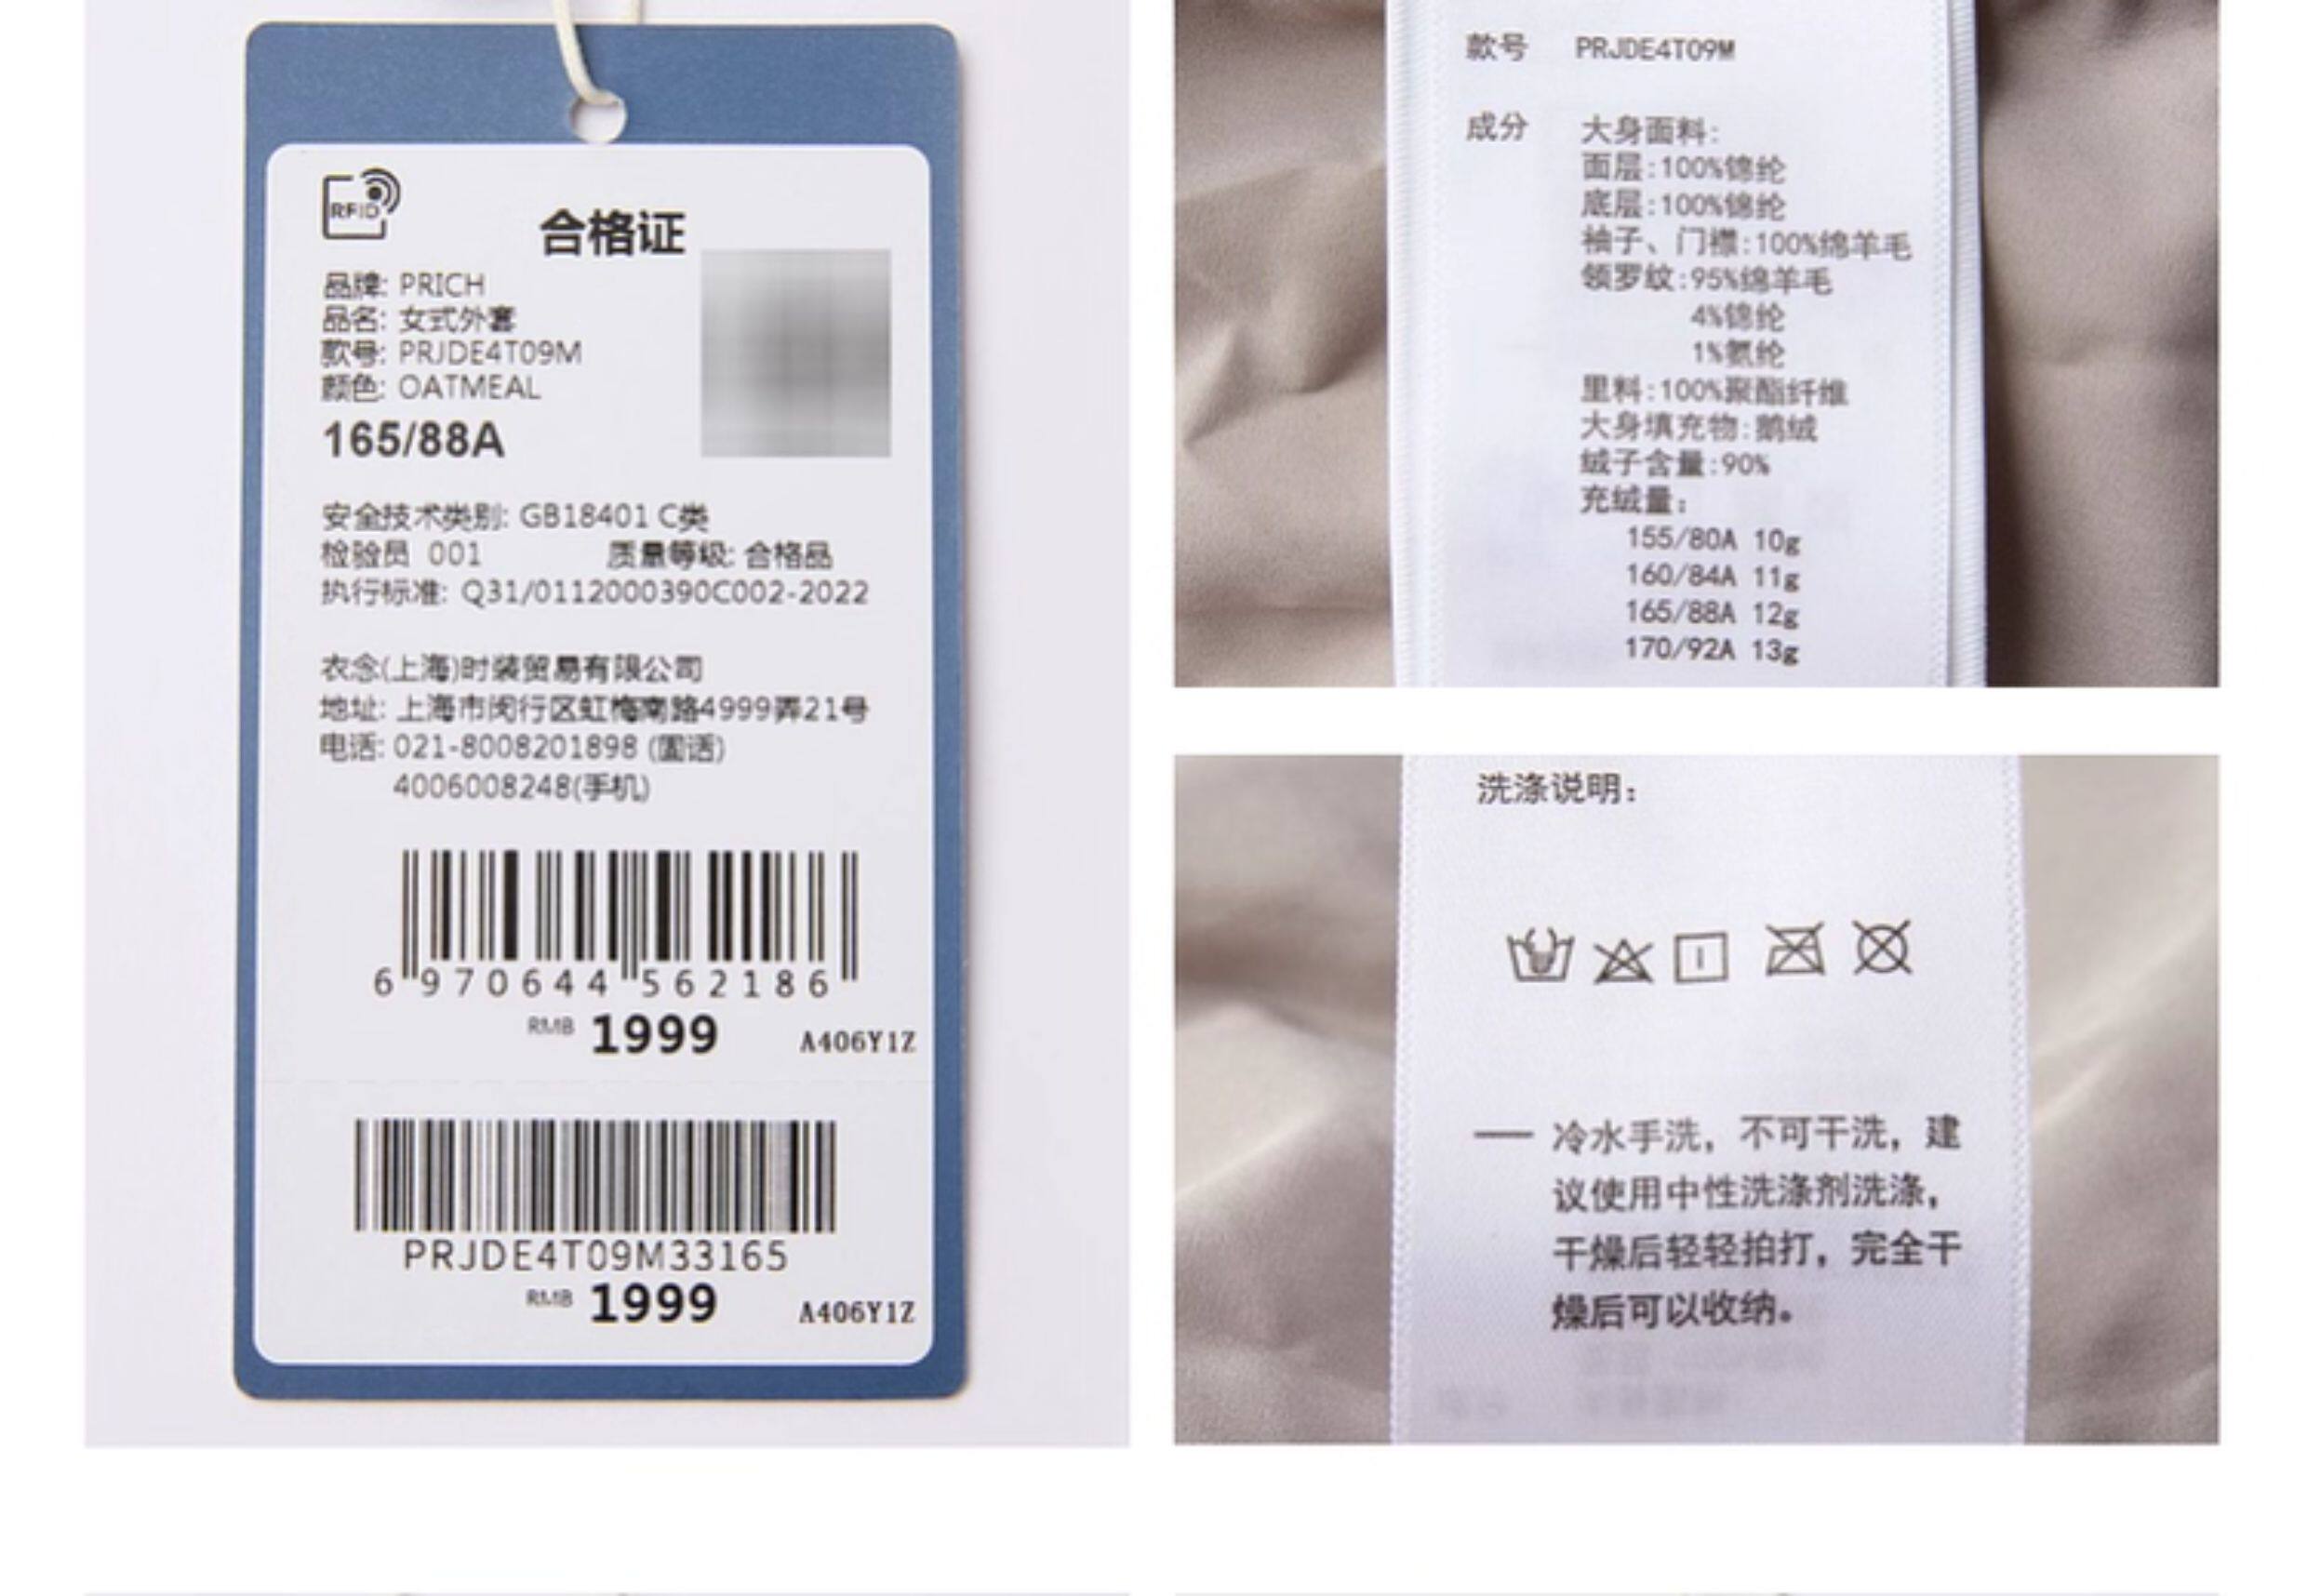 RFID
合格证
品牌: PRICH
品名: 女式外套
款号: PRJDE4T09M
颜色: OATMEAL
165/88A
安全技术类别: GB18401 C类
检验员 001 质量等级: 合格品
执行标准: Q31/0112000390C002-2022
衣念(上海)时装贸易有限公司
地址: 上海市闵行区虹梅南路4999弄21号
电话: 021-8008201898 (固话)
4006008248(手机)
6 970644 562186
RMB 1999 A406Y1Z
PRJDE4T09M33165
RMB 1999 A406Y1Z
款号 PRJDE4T09M
成分 大身面料:
面层:100%锦纶
底层:100%锦纶
袖子、门襟:100%绵羊毛
领罗纹:95%绵羊毛
4%锦纶
1%氨纶
里料:100%聚酯纤维
大身填充物:鹅绒
绒子含量:90%
充绒量:
155/80A 10g
160/84A 11g
165/88A 12g
170/92A 13g
洗涤说明:
— 冷水手洗，不可干洗，建
议使用中性洗涤剂洗涤，
干燥后轻轻拍打，完全干
燥后可以收纳。